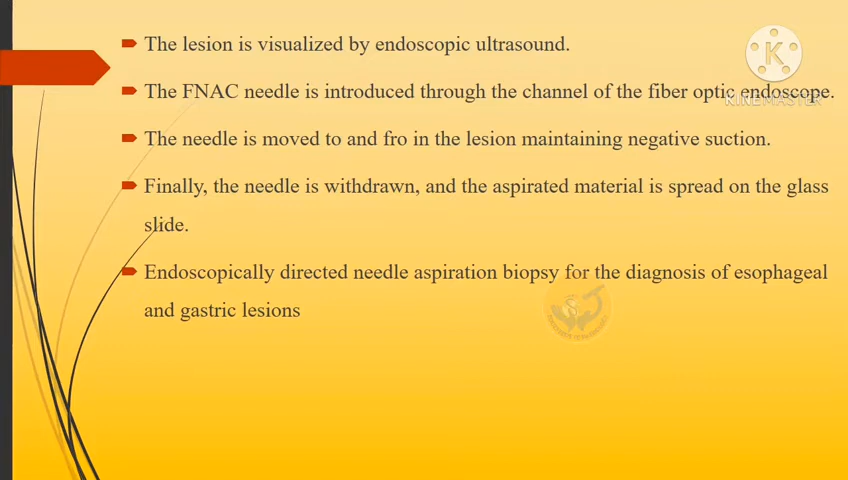 The lesion is visualized by endoscopic ultrasound.
The FNAC needle is introduced through the channel of the fiber optic endoscope.
The needle is moved to and fro in the lesion maintaining negative suction.
Finally, the needle is withdrawn, and the aspirated material is spread on the glass
slide.
Endoscopically directed needle aspiration biopsy for the diagnosis of esophageal
and gastric lesions
K
KINEMASTER